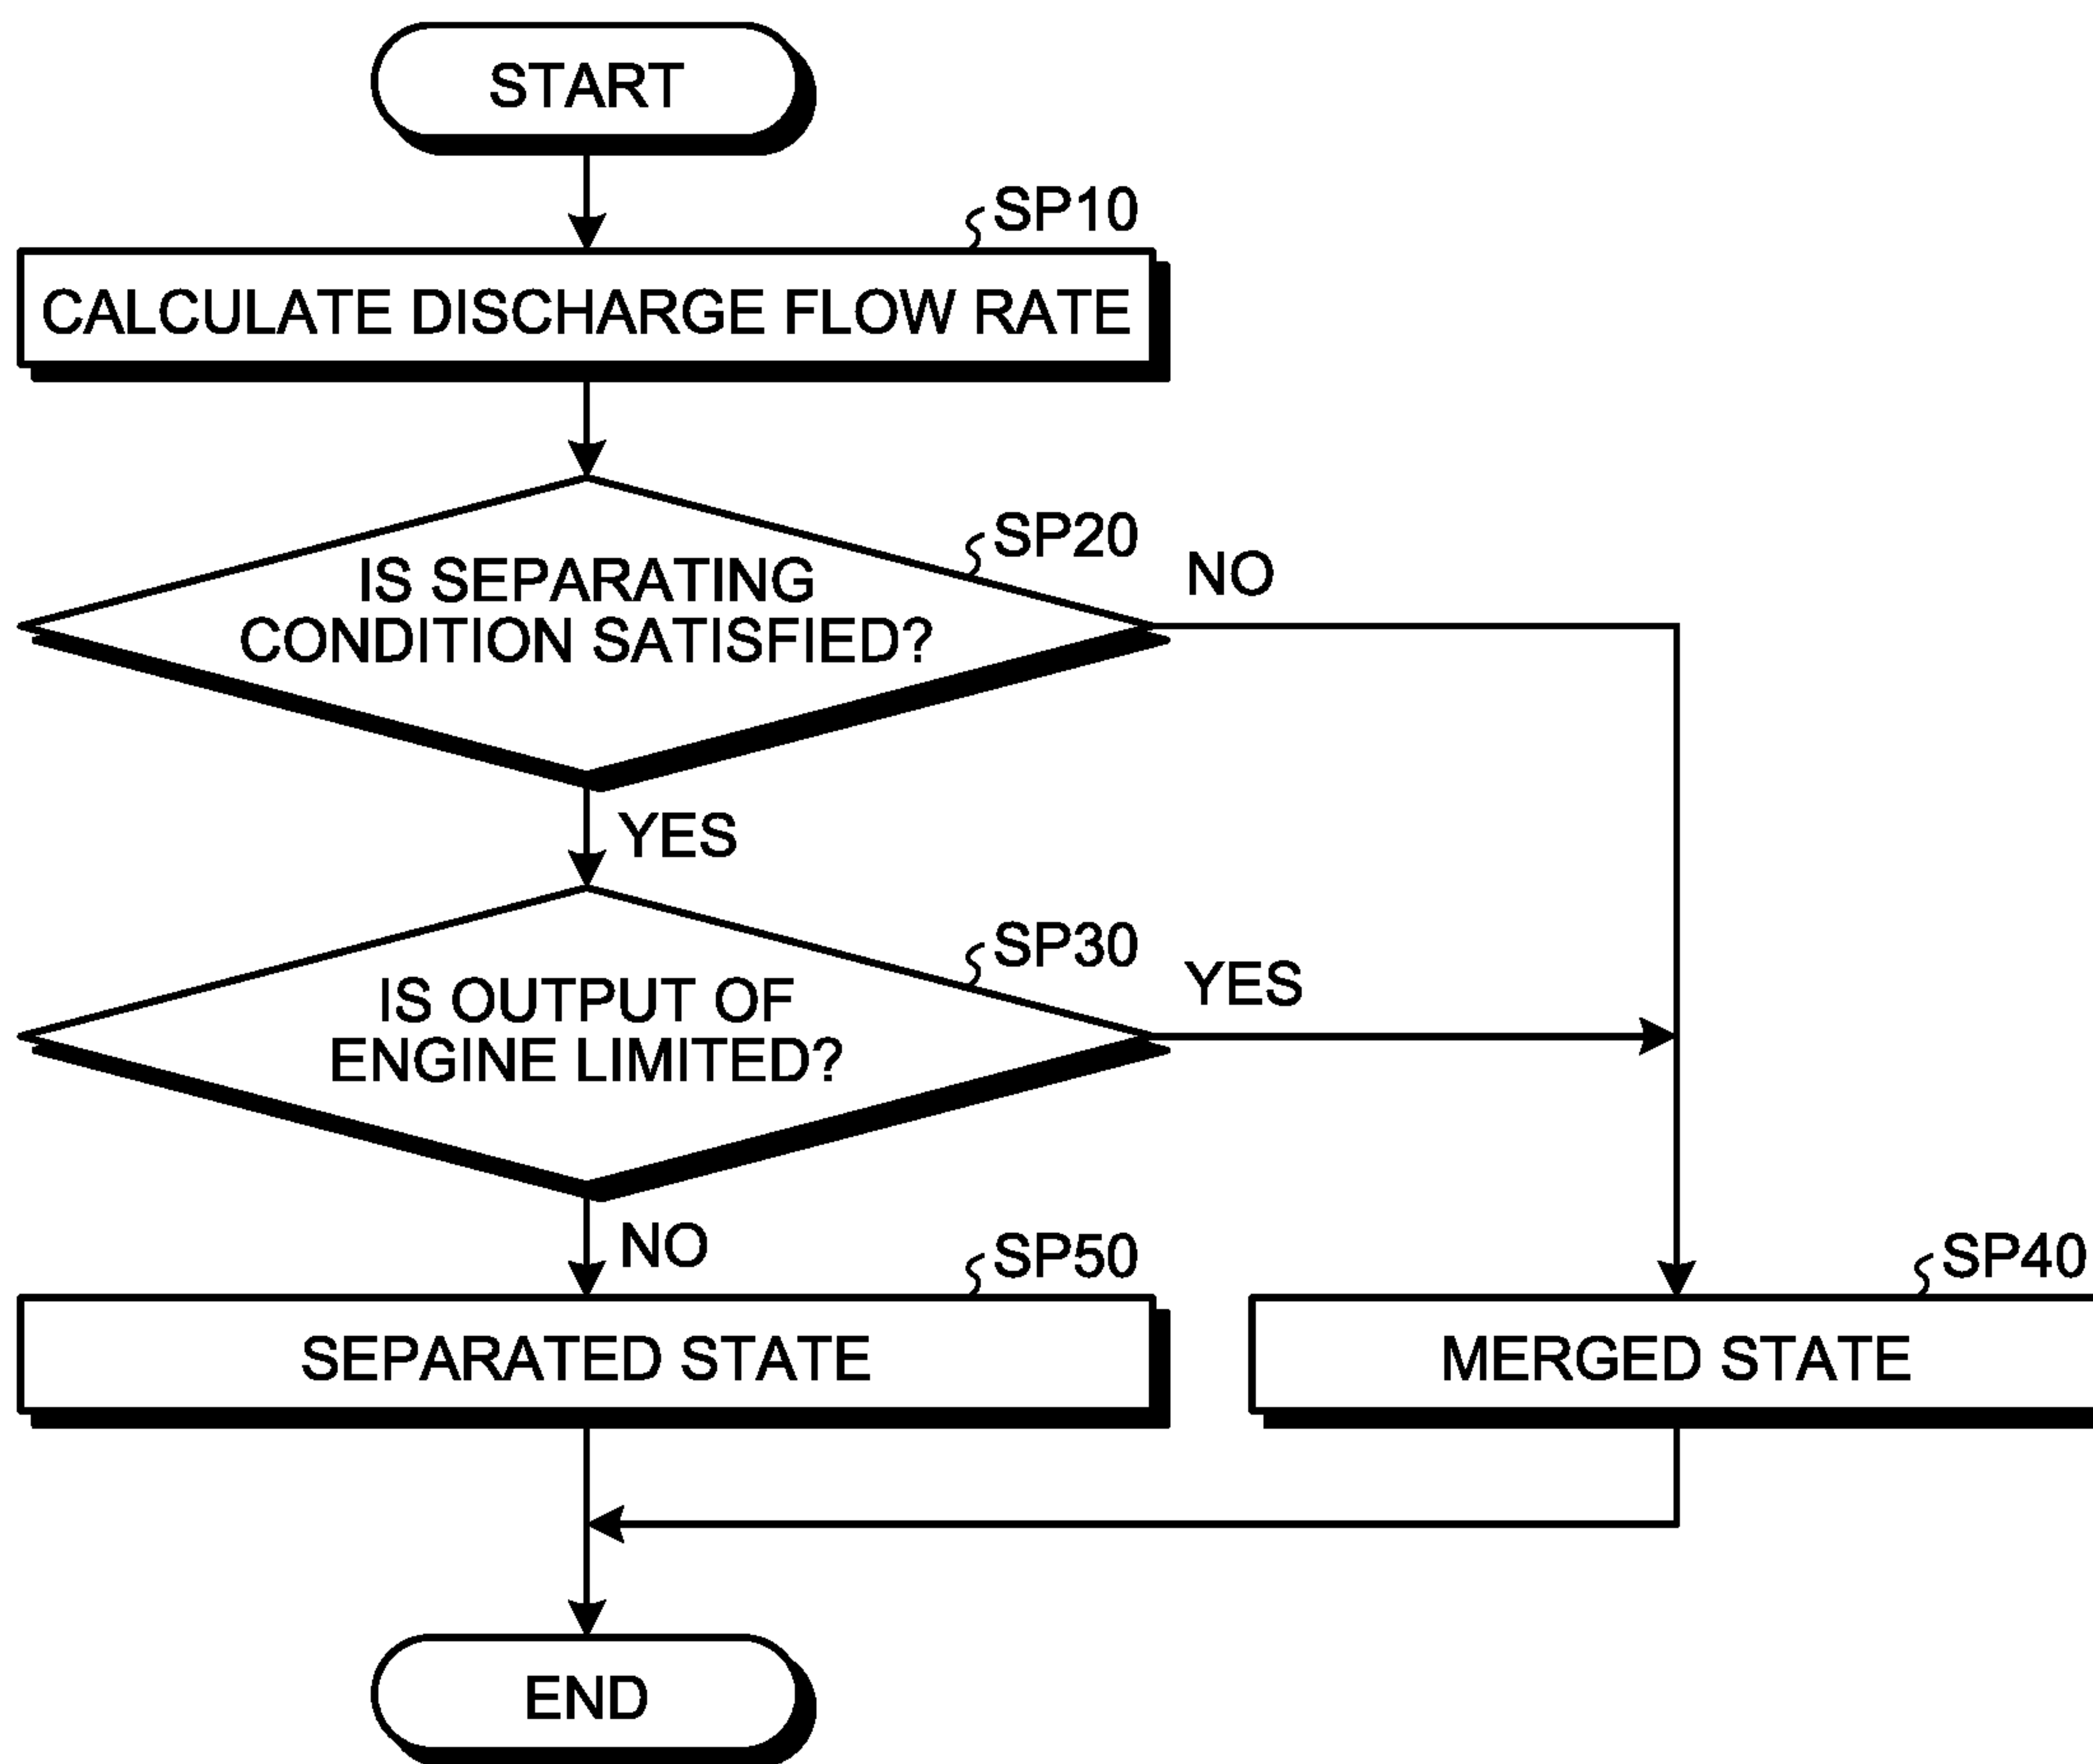 START
SP10
CALCULATE DISCHARGE FLOW RATE
SP20
IS SEPARATING
CONDITION SATISFIED?
NO
YES
SP30
IS OUTPUT OF
ENGINE LIMITED?
YES
NO
SP50
SEPARATED STATE
SP40
MERGED STATE
END